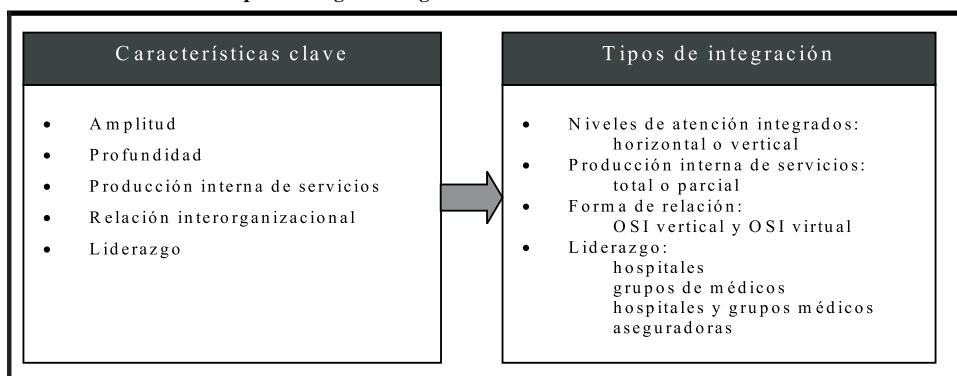 Características clave
• Amplitud
• Profundidad
• Producción interna de servicios
• Relación interorganizacional
• Liderazgo
Tipos de integración
• Niveles de atención integrados:
horizontal o vertical
• Producción interna de servicios:
total o parcial
• Forma de relación:
OSI vertical y OSI virtual
• Liderazgo:
hospitales
grupos de médicos
hospitales y grupos médicos
aseguradoras